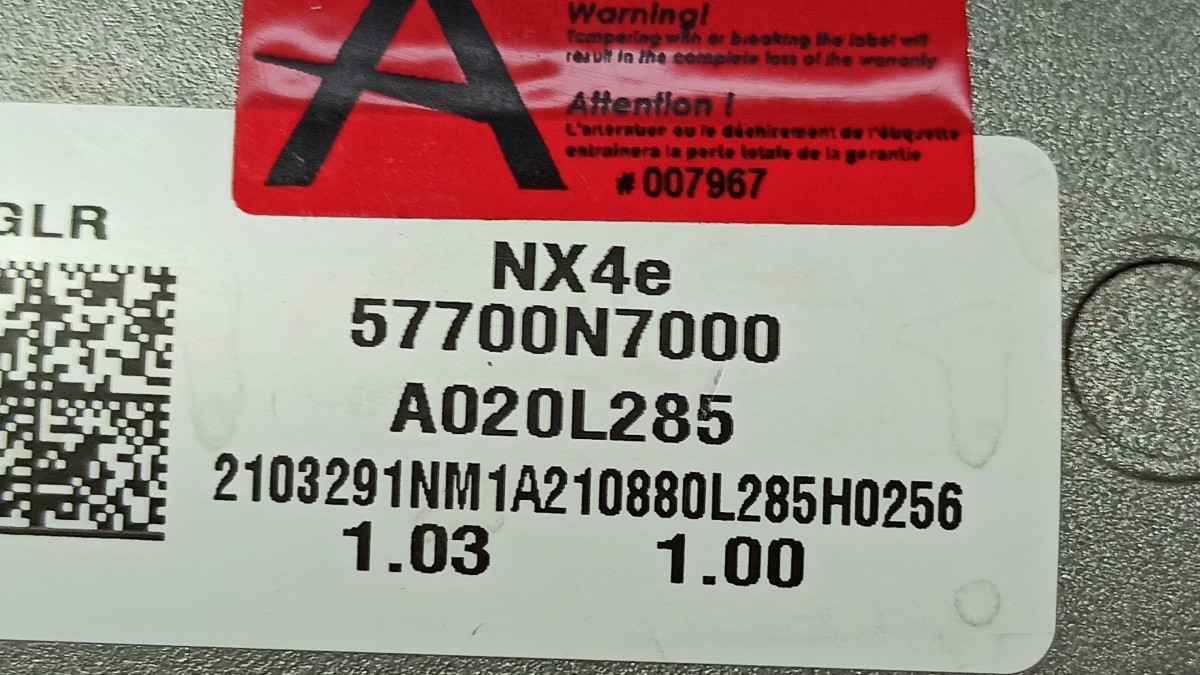 A
Warning!
Tampering with or breaking the label will
result in the complete loss of the warranty
Attention !
L'alteration ou le déchirement de l'étiquette
entrainera la perte totale de la garantie
#007967
GLR
NX4e
57700N7000
A020L285
2103291NM1A210880L285H0256
1.03 1.00